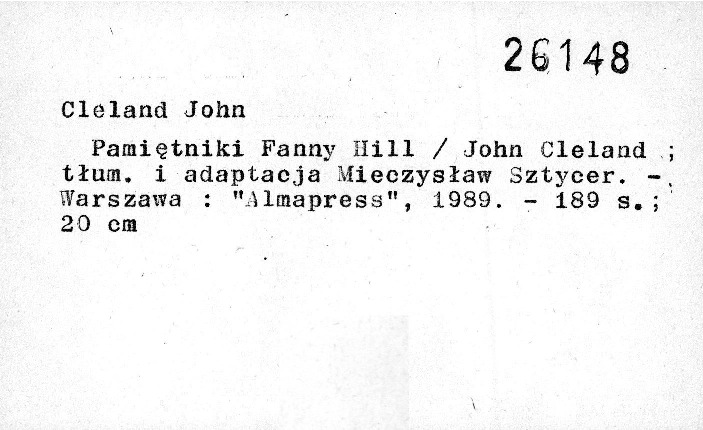 26148
Cleland John
Pamiętniki Fanny Hill / John Cleland ;
tłum. i adaptacja Mieczysław Sztycer. –
Warszawa : "Almapress", 1989. – 189 s. ;
20 cm